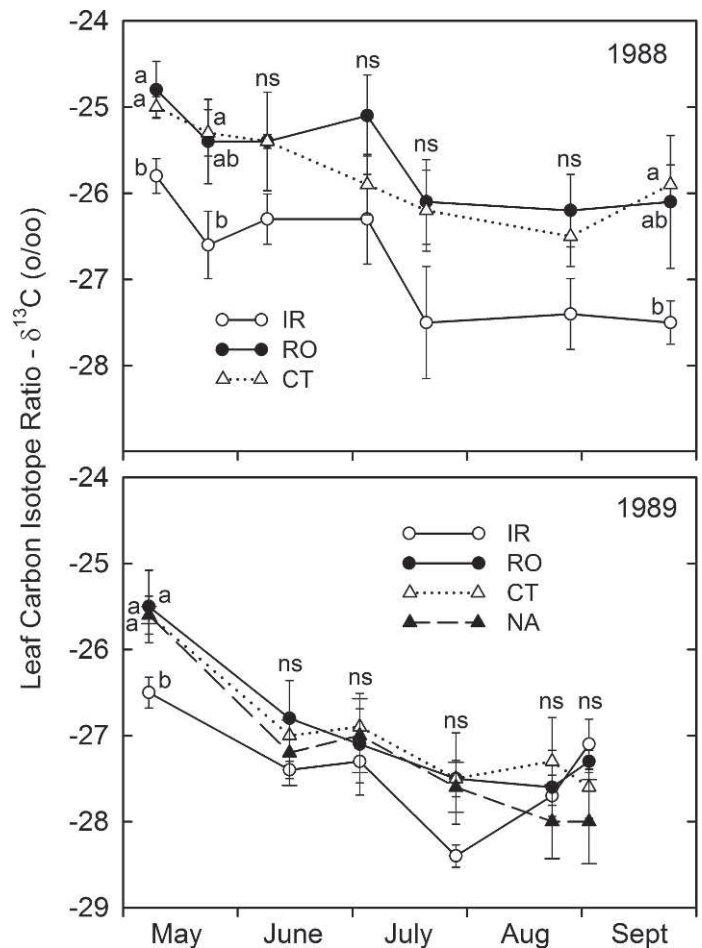 Leaf Carbon Isotope Ratio - δ¹³C (o/oo)
1988
-24
-25
-26
-27
-28
a
a
b
a
ab
b
ns
ns
ns
ns
a
ab
b
IR
RO
CT
1989
-24
-25
-26
-27
-28
-29
IR
RO
CT
NA
a
a
a
b
ns
ns
ns
ns
ns
May June July Aug Sept